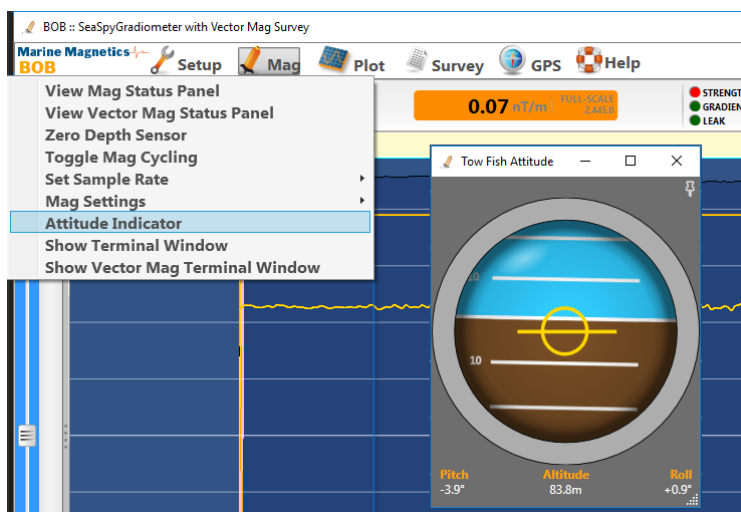 BOB :: SeaSpyGradiometer with Vector Mag Survey
Marine Magnetics
BOB
Setup
Mag
Plot
Survey
GPS
Help
View Mag Status Panel
View Vector Mag Status Panel
Zero Depth Sensor
Toggle Mag Cycling
Set Sample Rate
Mag Settings
Attitude Indicator
Show Terminal Window
Show Vector Mag Terminal Window
0.07 nT/m
FULL-SCALE
2,445.0
STRENGT
GRADIEN
LEAK
Tow Fish Attitude
10
10
Pitch Altitude Roll
-3.9° 83.8m +0.9°